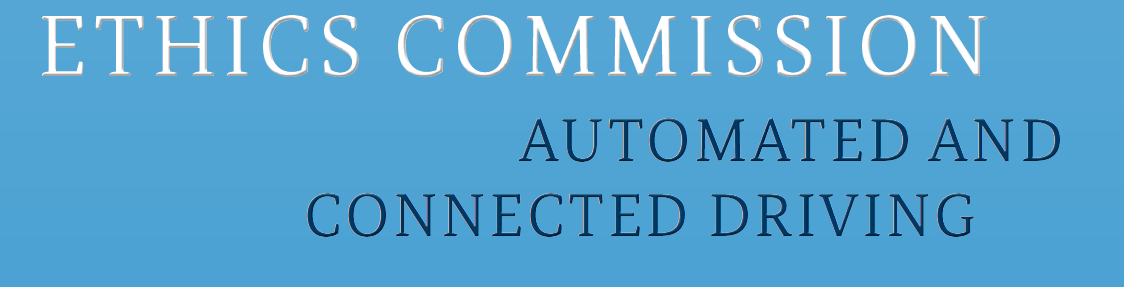 ETHICS COMMISSION
AUTOMATED AND
CONNECTED DRIVING